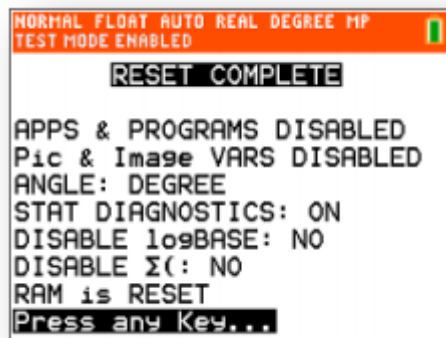 NORMAL FLOAT AUTO REAL DEGREE MP
TEST MODE ENABLED
RESET COMPLETE
APPS & PROGRAMS DISABLED
Pic & Image VARS DISABLED
ANGLE: DEGREE
STAT DIAGNOSTICS: ON
DISABLE logBASE: NO
DISABLE Σ(: NO
RAM is RESET
Press any Key...